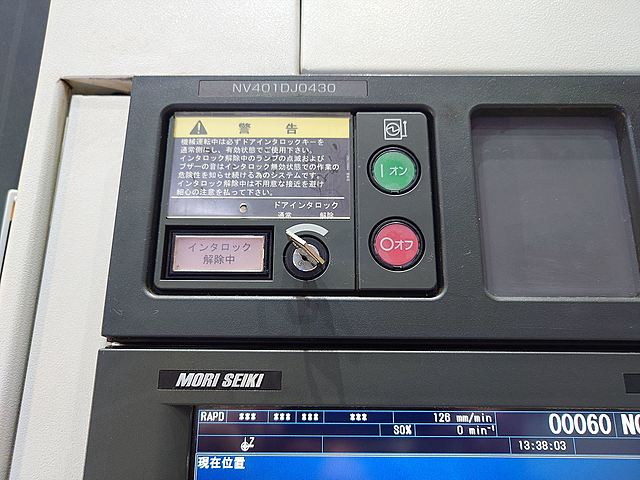 NV401DJ0430
警 告
機械運転中は必ずドアインタロックキーを
通常側にし、有効状態でご使用下さい。
インタロック解除中のランプの点滅および
ブザーの音はインタロック無効状態での作業の
危険性を知らせ続ける為のシステムです。
インタロック解除中は不用意な接近を避け
細心の注意を払って下さい。
ドアインタロック
通常 解除
インタロック
解除中
オン
オフ
MORI SEIKI
RAPD *** *** *** *** 128 mm/min
SO% 0 min⁻¹ 00060 NO
Z 13:38:03
現在位置